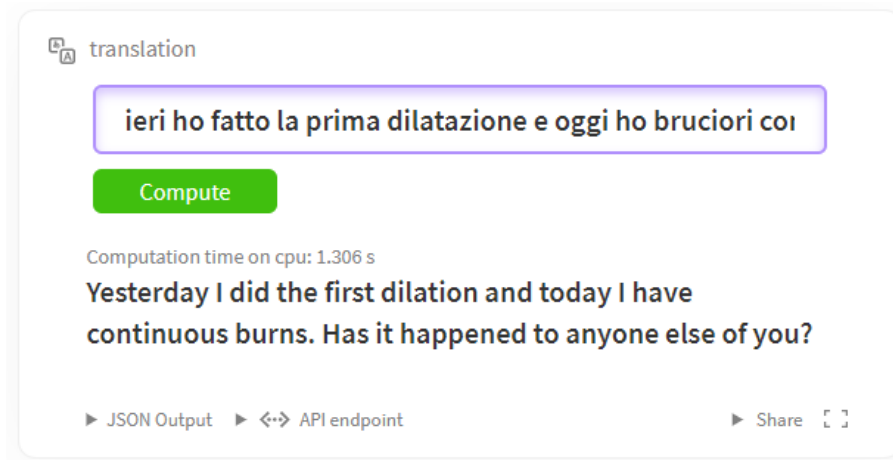 translation
ieri ho fatto la prima dilatazione e oggi ho bruciori
Compute
Computation time on cpu: 1.306 s
Yesterday I did the first dilation and today I have
continuous burns. Has it happened to anyone else of you?
JSON Output API endpoint Share